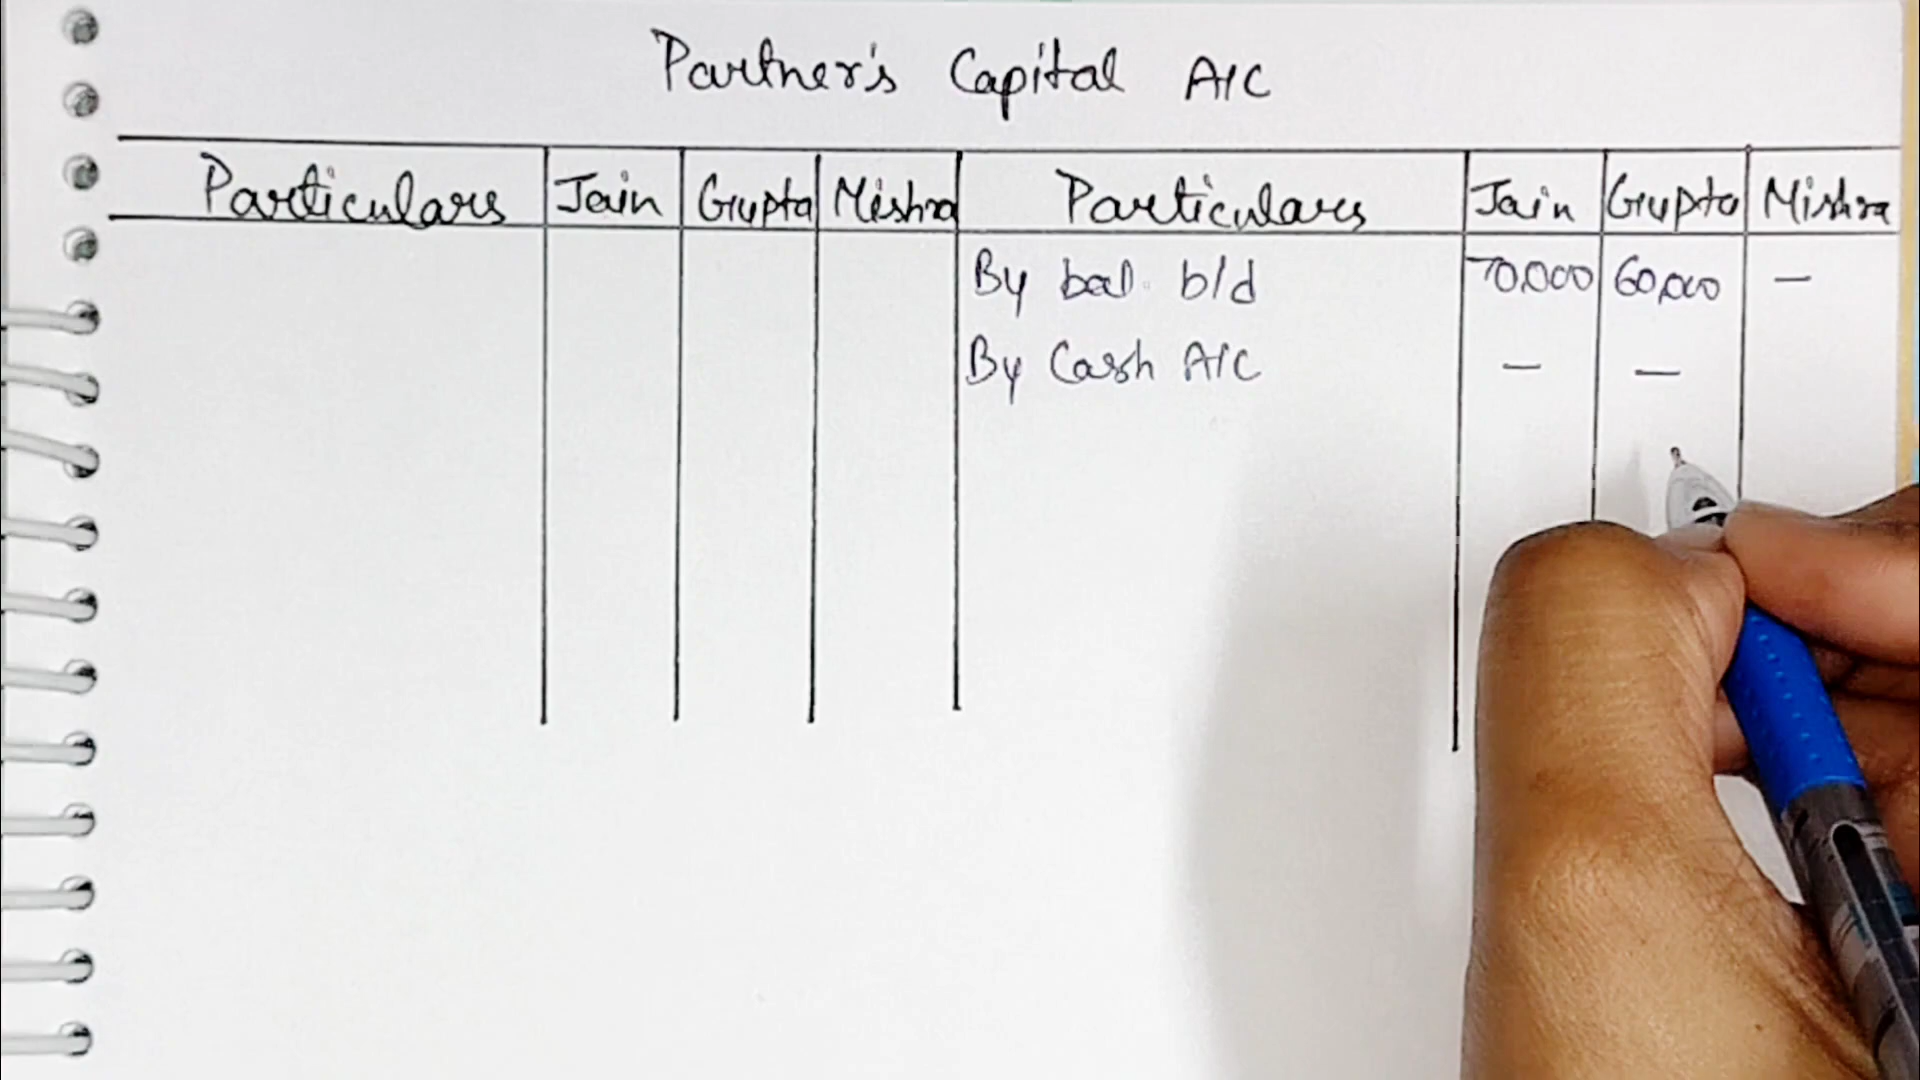 Partner's Capital A/C
Particulars Jain Gupta Mishra Particulars Jain Gupta Mishra
By bal. b/d 70,000 60,000 —
By Cash A/C — —